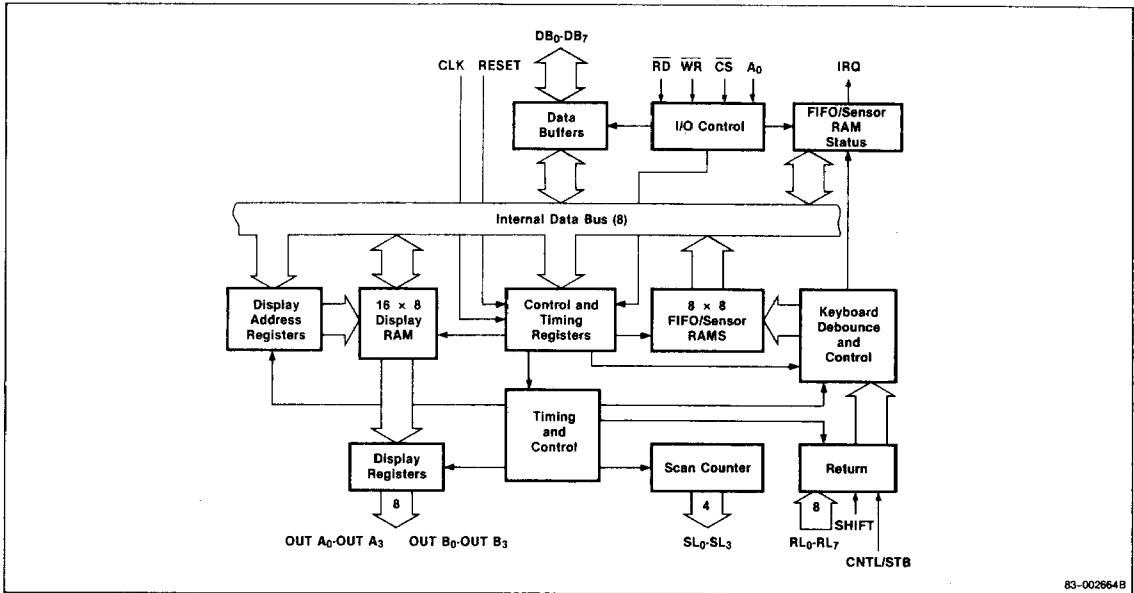 DB0-DB7
CLK RESET R̅D̅ W̅R̅ C̅S̅ A0 IRQ
Data
Buffers
I/O Control
FIFO/Sensor
RAM
Status
Internal Data Bus (8)
Display
Address
Registers
16 × 8
Display
RAM
Control and
Timing
Registers
8 × 8
FIFO/Sensor
RAMS
Keyboard
Debounce
and
Control
Timing
and
Control
Display
Registers
Scan Counter
Return
8
4
8
SHIFT
OUT A0-OUT A3 OUT B0-OUT B3
SL0-SL3
RL0-RL7
CNTL/STB
83-002664B